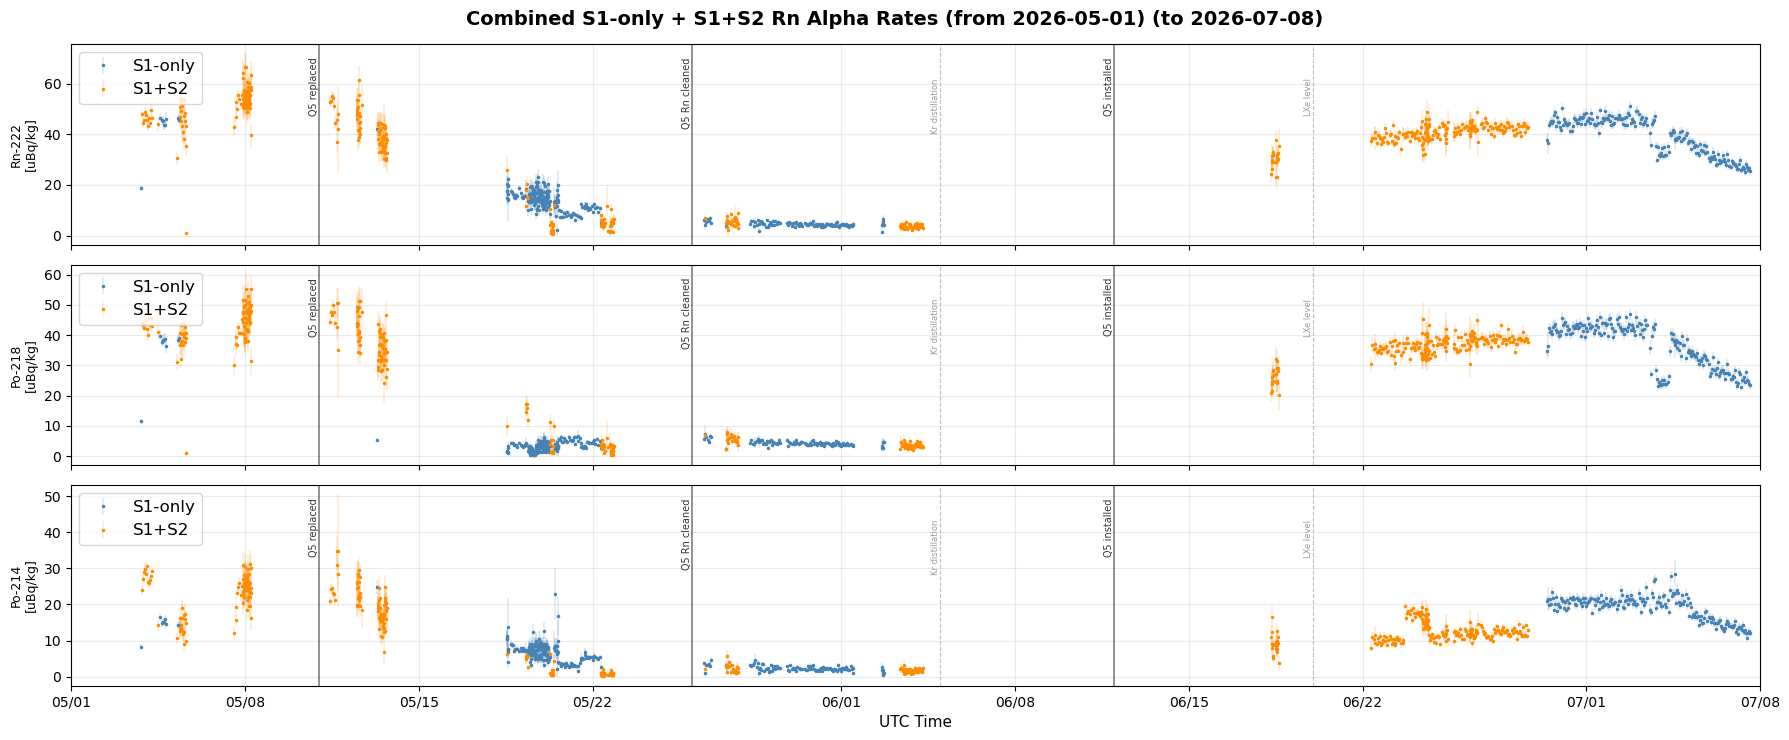 Combined S1-only + S1+S2 Rn Alpha Rates (from 2026-05-01) (to 2026-07-08)
Rn-222
[uBq/kg]
60
40
20
0
S1-only
S1+S2
Q5 replaced
Q5 Rn cleaned
Kr distillation
Q5 installed
LXe level
Po-218
[uBq/kg]
60
50
40
30
20
10
0
S1-only
S1+S2
Q5 replaced
Q5 Rn cleaned
Kr distillation
Q5 installed
LXe level
Po-214
[uBq/kg]
50
40
30
20
10
0
S1-only
S1+S2
Q5 replaced
Q5 Rn cleaned
Kr distillation
Q5 installed
LXe level
05/01 05/08 05/15 05/22 06/01 06/08 06/15 06/22 07/01 07/08
UTC Time